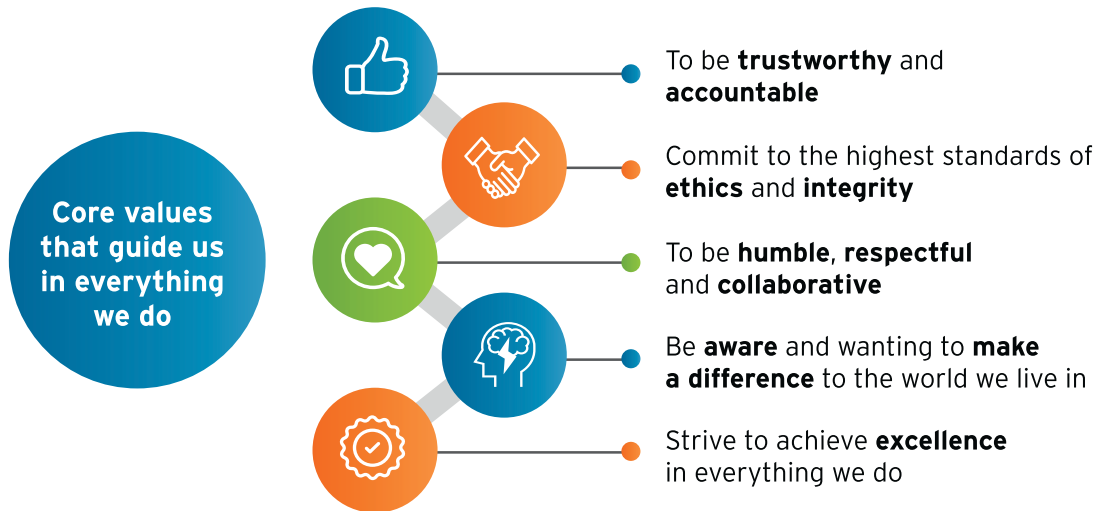 Core values
that guide us
in everything
we do
To be trustworthy and
accountable
Commit to the highest standards of
ethics and integrity
To be humble, respectful
and collaborative
Be aware and wanting to make
a difference to the world we live in
Strive to achieve excellence
in everything we do